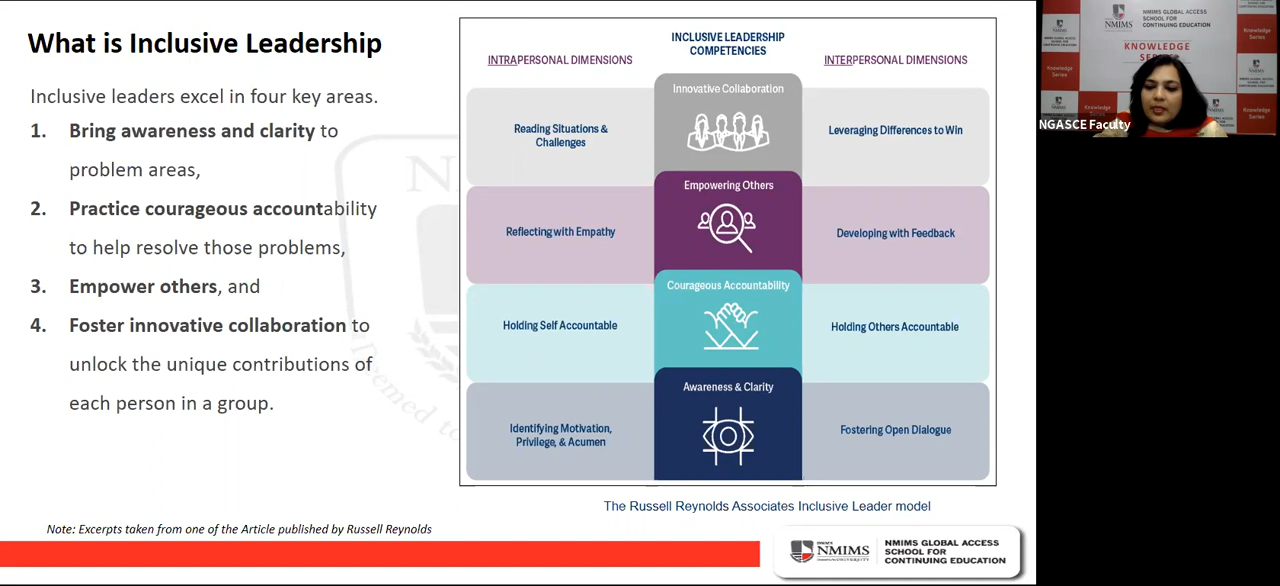 What is Inclusive Leadership
Inclusive leaders excel in four key areas.
1. Bring awareness and clarity to
problem areas,
2. Practice courageous accountability
to help resolve those problems,
3. Empower others, and
4. Foster innovative collaboration to
unlock the unique contributions of
each person in a group.
Note: Excerpts taken from one of the Article published by Russell Reynolds
INTRAPERSONAL DIMENSIONS
INCLUSIVE LEADERSHIP
COMPETENCIES
INTERPERSONAL DIMENSIONS
Reading Situations &
Challenges
Innovative Collaboration
Leveraging Differences to Win
Reflecting with Empathy
Empowering Others
Developing with Feedback
Holding Self Accountable
Courageous Accountability
Holding Others Accountable
Identifying Motivation,
Privilege, & Acumen
Awareness & Clarity
Fostering Open Dialogue
The Russell Reynolds Associates Inclusive Leader model
NMIMS
NMIMS GLOBAL ACCESS
SCHOOL FOR
CONTINUING EDUCATION
NMIMS
NMIMS GLOBAL ACCESS
SCHOOL FOR
CONTINUING EDUCATION
KNOWLEDGE
Knowledge
Series
Knowledge
Series
Knowledge
NGASCE Faculty